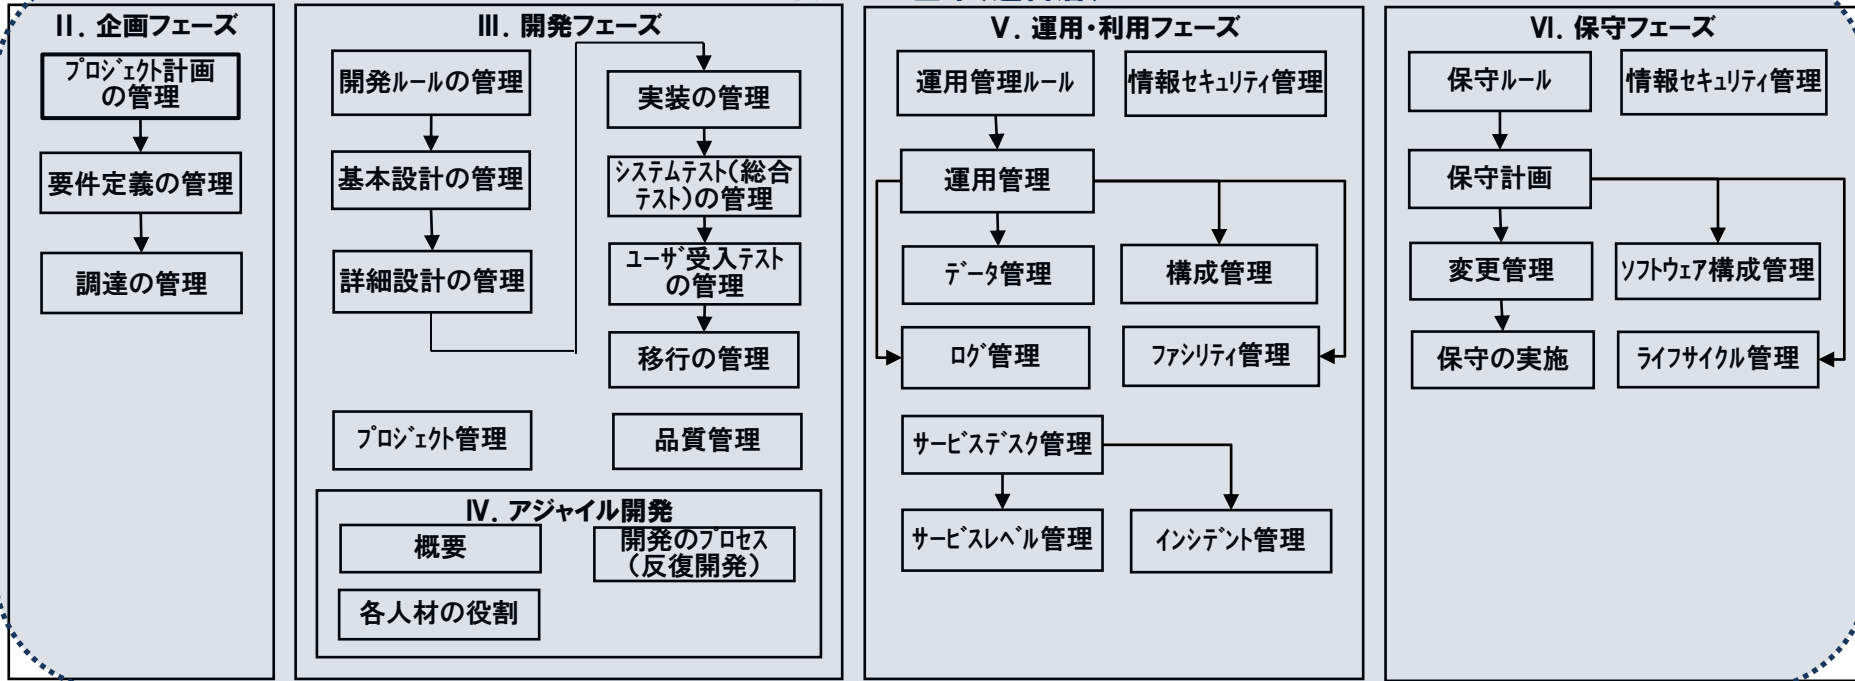 II. 企画フェーズ
プロジェクト計画
の管理
要件定義の管理
調達の管理
III. 開発フェーズ
開発ルールの管理
基本設計の管理
詳細設計の管理
実装の管理
システムテスト(総合
テスト)の管理
ユーザ受入テスト
の管理
移行の管理
プロジェクト管理
品質管理
IV. アジャイル開発
概要
開発のプロセス
(反復開発)
各人材の役割
V. 運用・利用フェーズ
運用管理ルール
情報セキュリティ管理
運用管理
データ管理
構成管理
ログ管理
ファシリティ管理
サービスデスク管理
サービスレベル管理
インシデント管理
VI. 保守フェーズ
保守ルール
情報セキュリティ管理
保守計画
変更管理
ソフトウェア構成管理
保守の実施
ライフサイクル管理